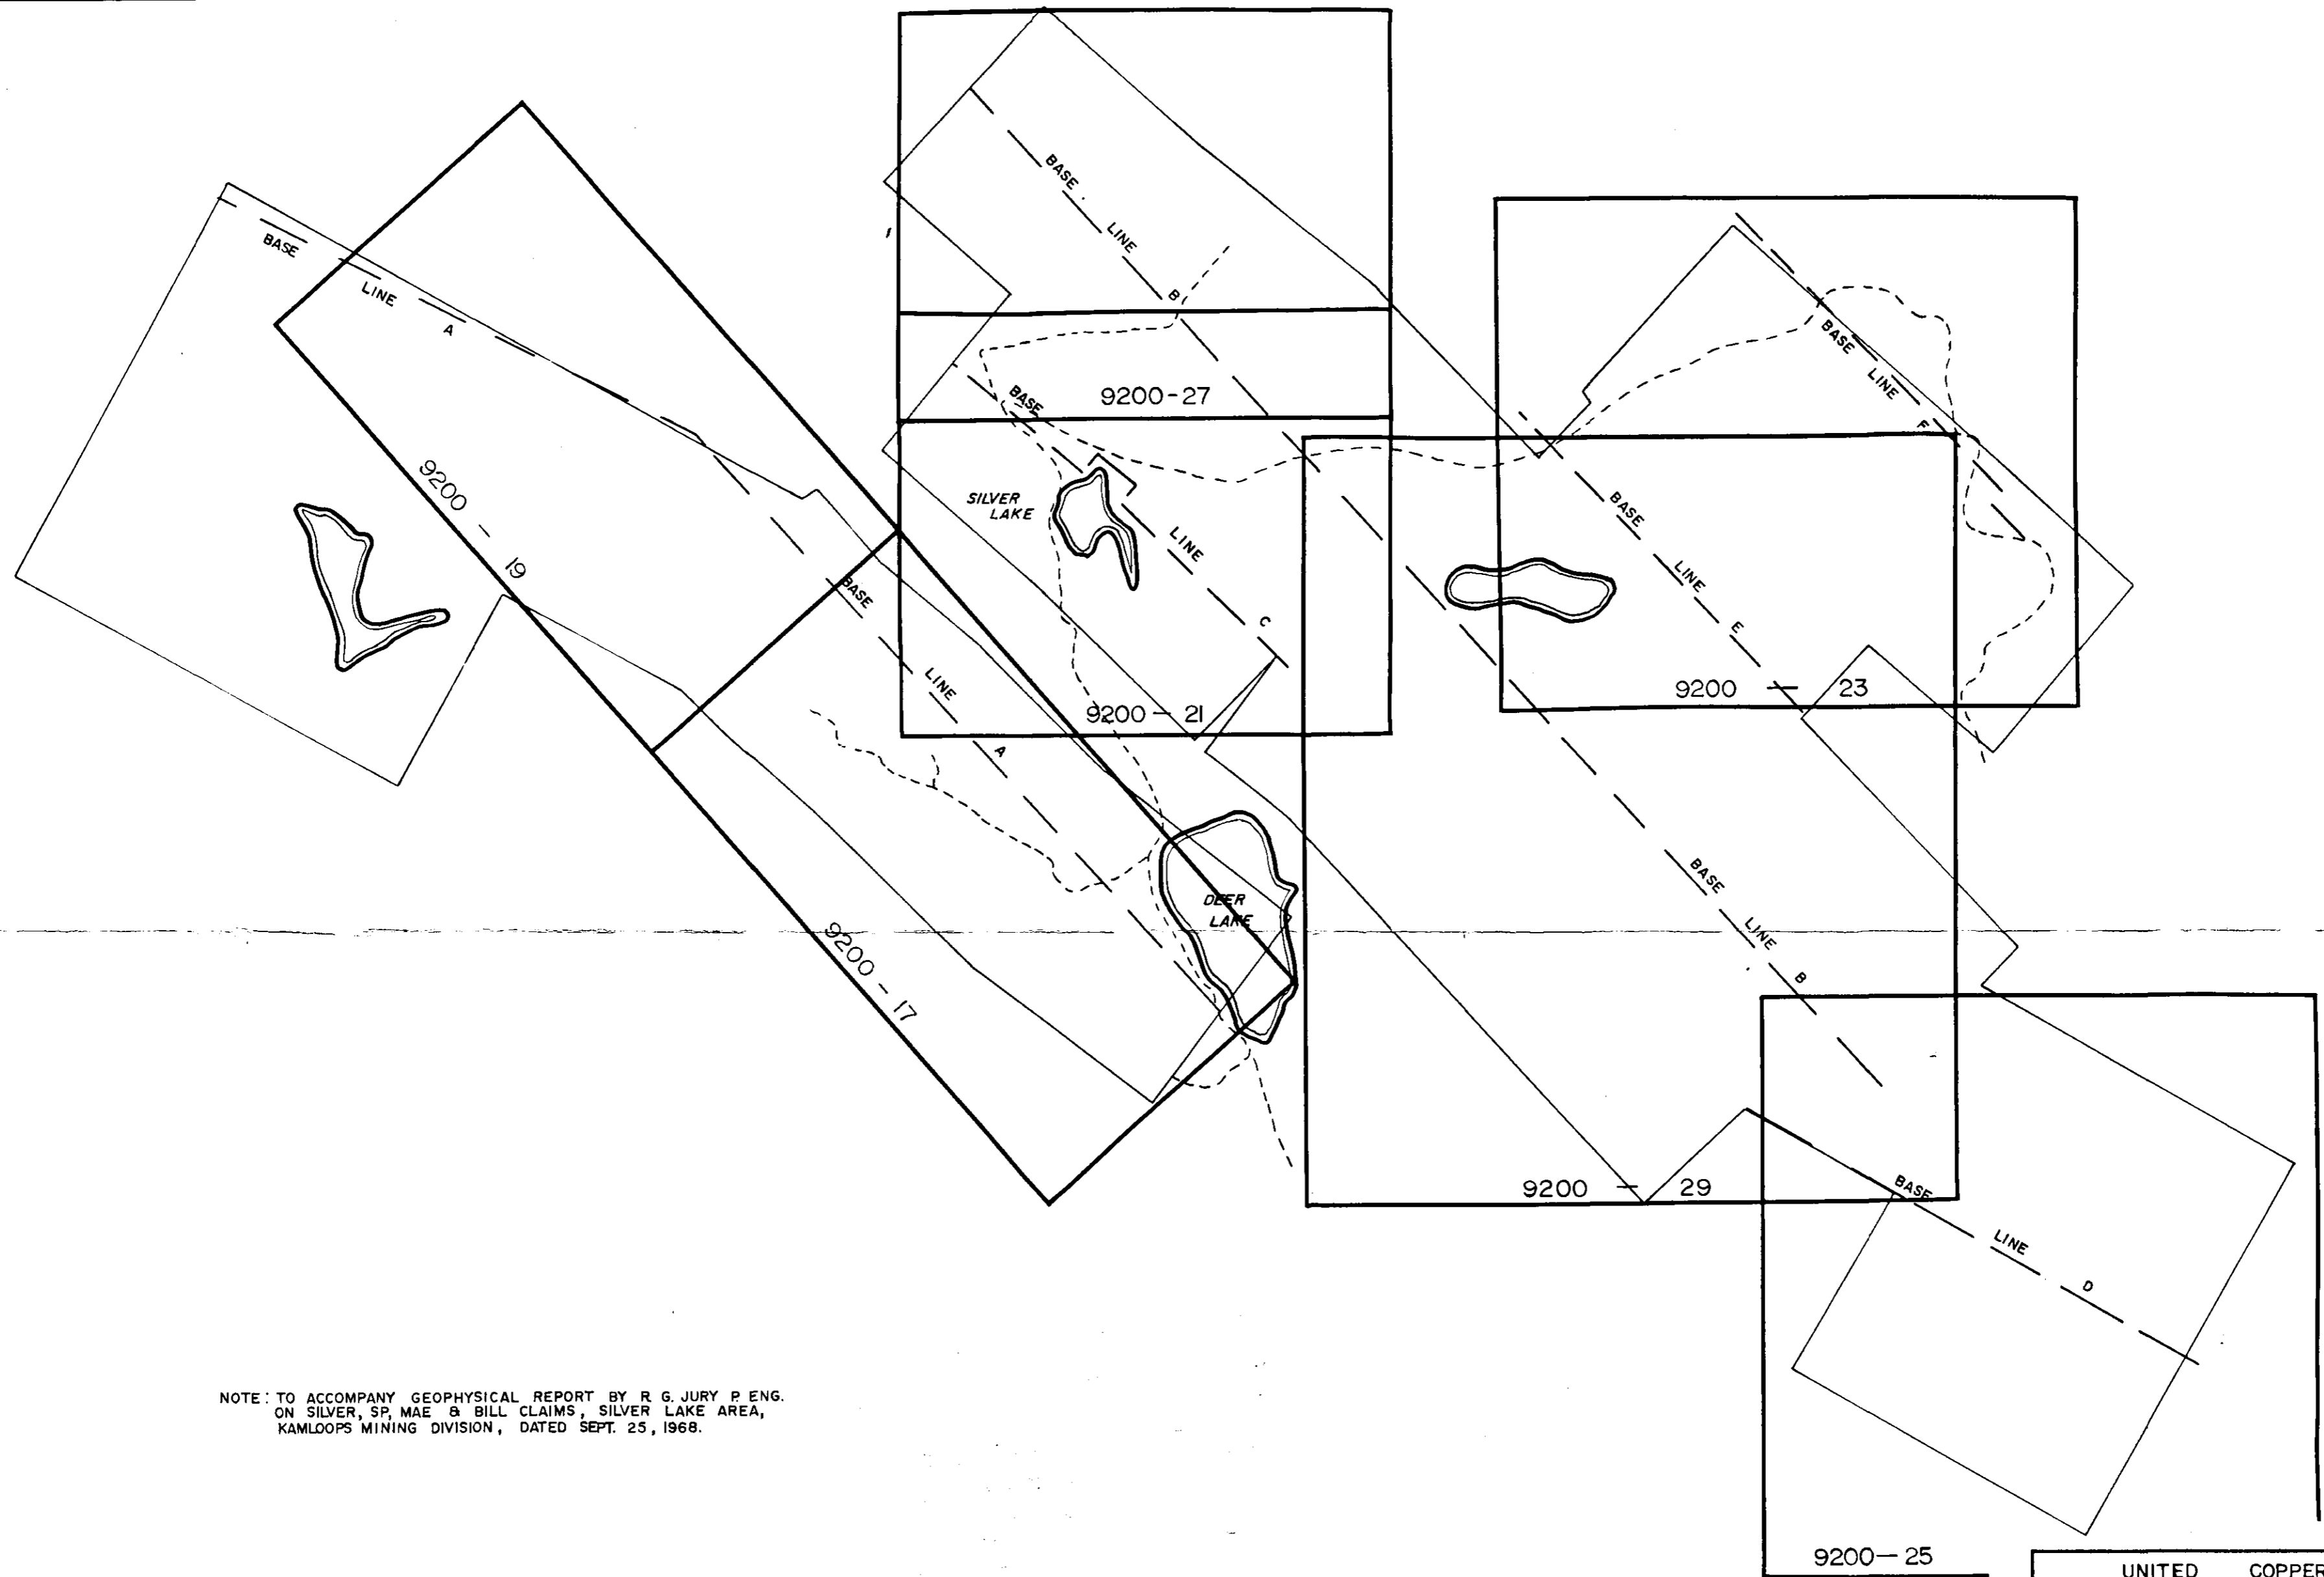 BASE
LINE
A
BASE
LINE
B
9200-27
BASE
LINE
F
9200 - 19
BASE
SILVER
LAKE
LINE
C
BASE
LINE
E
BASE
LINE
A
9200 - 21
9200 - 23
DEER
LAKE
BASE
LINE
B
9200 - 17
9200 - 29
BASE
LINE
D
NOTE: TO ACCOMPANY GEOPHYSICAL REPORT BY R. G. JURY P. ENG.
ON SILVER, SP, MAE & BILL CLAIMS, SILVER LAKE AREA,
KAMLOOPS MINING DIVISION, DATED SEPT. 25, 1968.
9200-25
UNITED COPPER